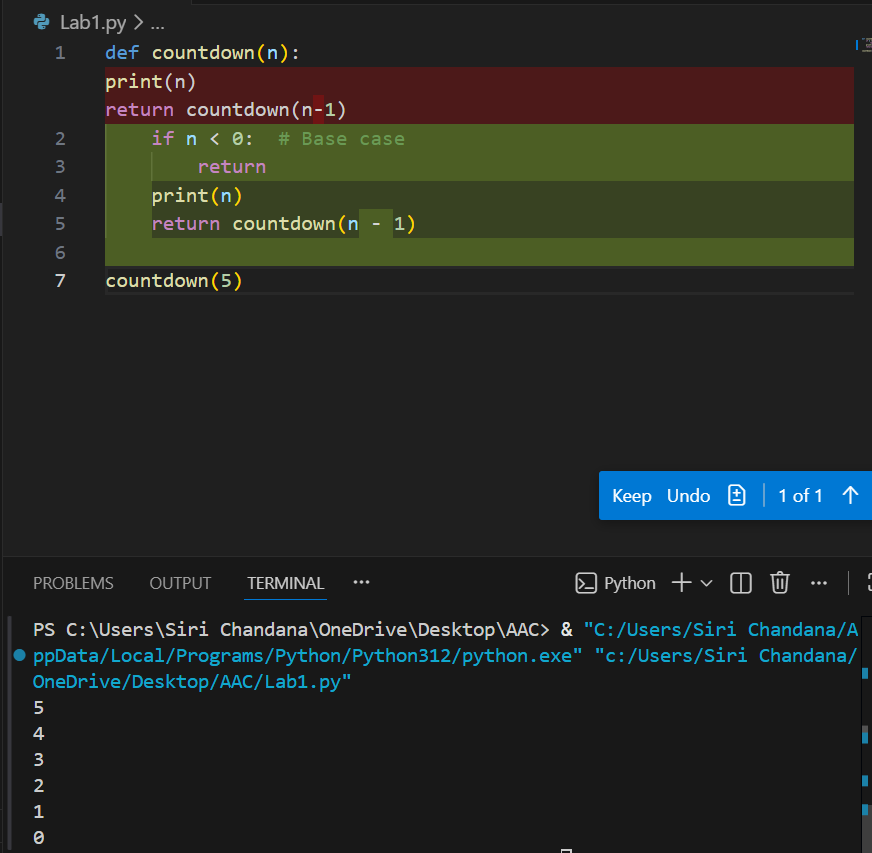 Lab1.py > ...
1 def countdown(n):
print(n)
return countdown(n-1)
2     if n < 0:  # Base case
3         return
4     print(n)
5     return countdown(n - 1)
6
7 countdown(5)
Keep Undo 1 of 1
PROBLEMS OUTPUT TERMINAL ... Python
PS C:\Users\Siri Chandana\OneDrive\Desktop\AAC> & "C:/Users/Siri Chandana/A
ppData/Local/Programs/Python/Python312/python.exe" "c:/Users/Siri Chandana/
OneDrive/Desktop/AAC/Lab1.py"
5
4
3
2
1
0